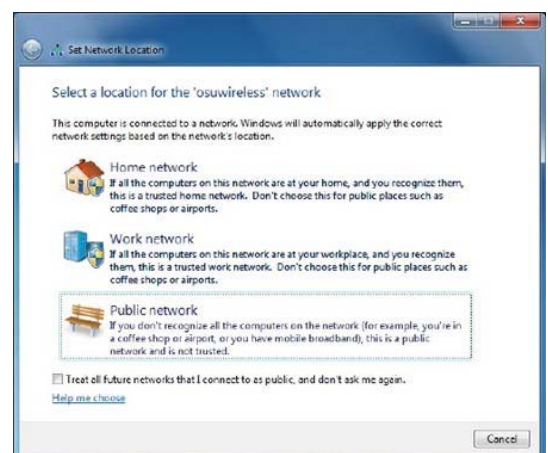 Set Network Location
Select a location for the 'osuwireless' network
This computer is connected to a network. Windows will automatically apply the correct
network settings based on the network's location.
Home network
If all the computers on this network are at your home, and you recognize them,
this is a trusted home network. Don't choose this for public places such as
coffee shops or airports.
Work network
If all the computers on this network are at your workplace, and you recognize
them, this is a trusted work network. Don't choose this for public places such as
coffee shops or airports.
Public network
If you don't recognize all the computers on the network (for example, you're in
a coffee shop or airport, or you have mobile broadband), this is a public
network and is not trusted.
Treat all future networks that I connect to as public, and don't ask me again.
Help me choose
Cancel